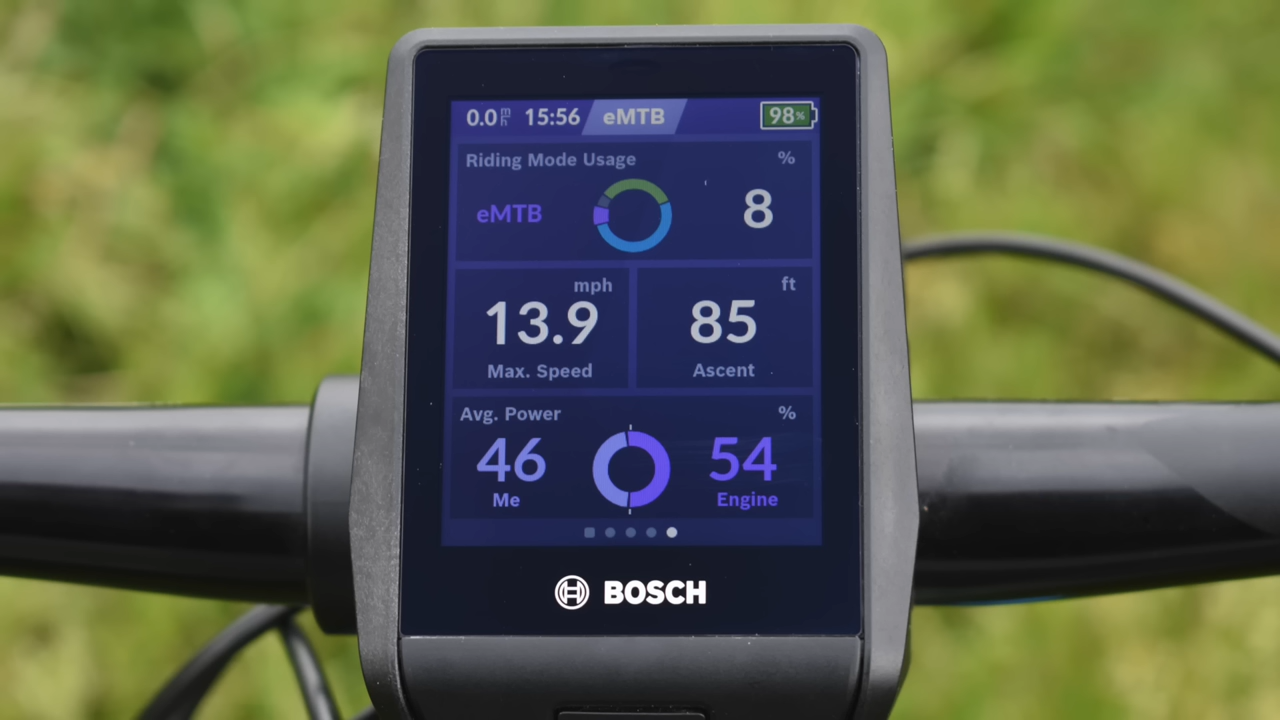 0.0 mph 15:56 eMTB 98%
Riding Mode Usage %
eMTB 8
mph ft
13.9 85
Max. Speed Ascent
Avg. Power %
46 54
Me Engine
BOSCH